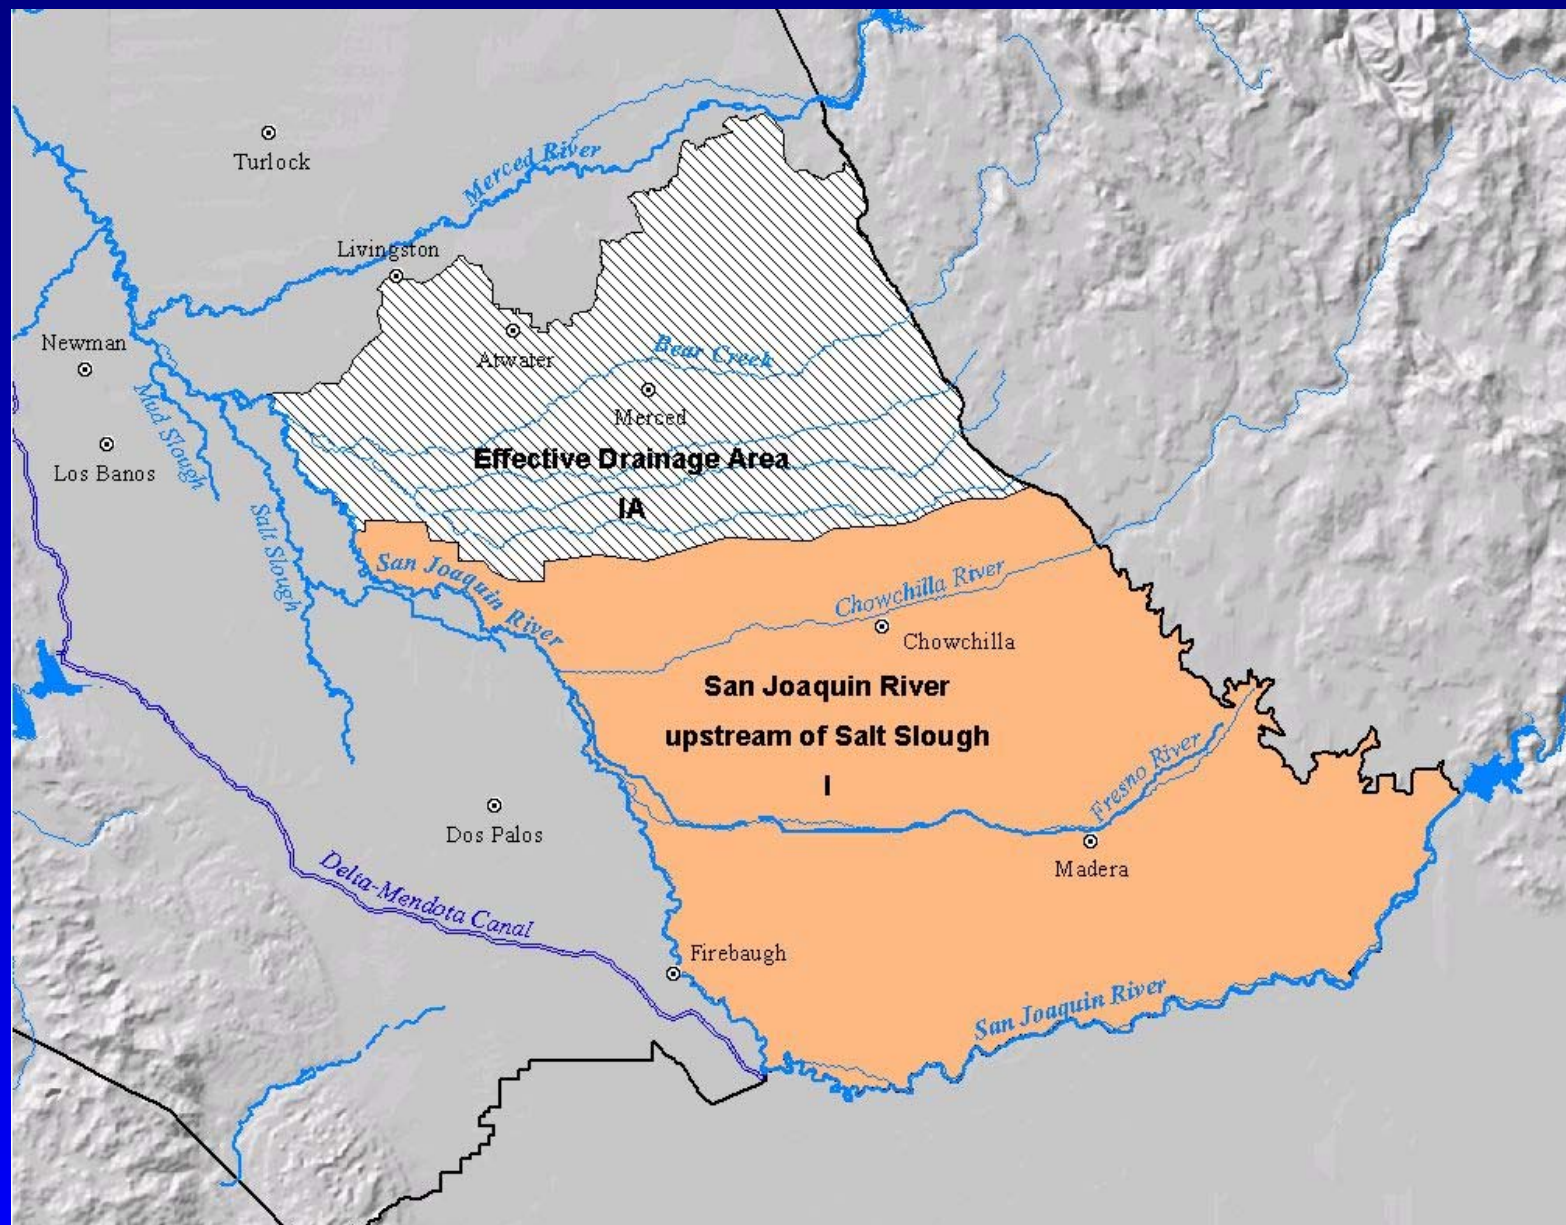 Turlock
Merced River
Livingston
Newman
Atwater
Bear Creek
Merced
Mud Slough
Los Banos
Effective Drainage Area
IA
Salt Slough
San Joaquin River
Chowchilla River
Chowchilla
San Joaquin River
upstream of Salt Slough
I
Fresno River
Dos Palos
Madera
Delta-Mendota Canal
Firebaugh
San Joaquin River